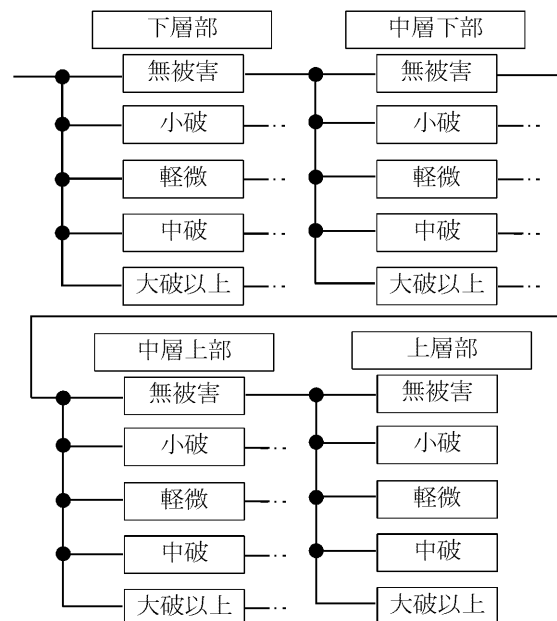 下層部 中層下部
無被害 無被害
小破 小破
軽微 軽微
中破 中破
大破以上 大破以上
中層上部 上層部
無被害 無被害
小破 小破
軽微 軽微
中破 中破
大破以上 大破以上